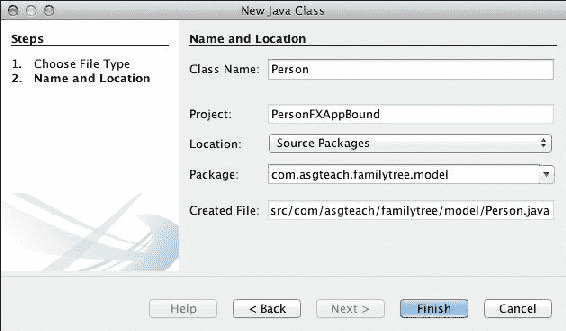 New Java Class
Steps
1. Choose File Type
2. Name and Location
Name and Location
Class Name: Person
Project: PersonFXAppBound
Location: Source Packages
Package: com.asgteach.familytree.model
Created File: src/com/asgteach/familytree/model/Person.java
Help < Back Next > Finish Cancel